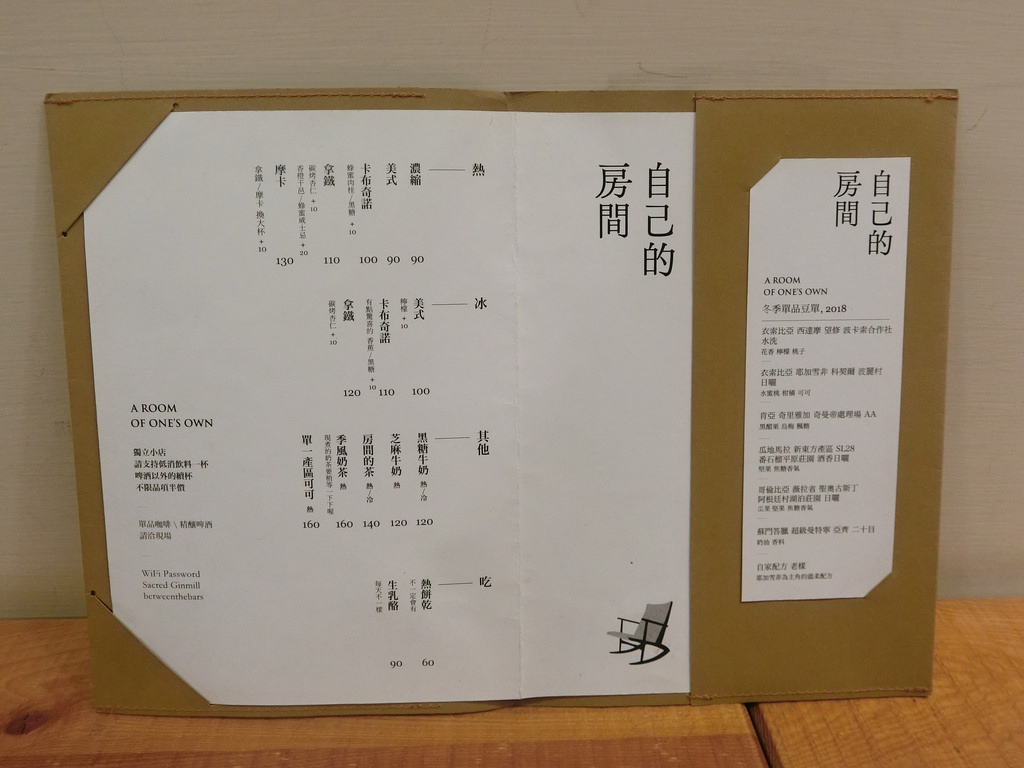 自己的
房間
熱
濃縮 90
美式 90
卡布奇諾 100
蜂蜜肉桂/黑糖 +10
拿鐵 110
碳烤杏仁 +10
香橙干邑/蜂蜜威士忌 +20
摩卡 130
拿鐵/摩卡 換大杯 +10
冰
美式 100
檸檬 +10
卡布奇諾 110
有點驚喜的 香蕉/黑糖 +10
拿鐵 120
碳烤杏仁 +10
其他
黑糖牛奶 熱/冷 120
芝麻牛奶 熱 120
房間的茶 熱/冷 140
季風奶茶 熱 160
現煮的奶茶要稍等一下下喔
單一產區可可 熱 160
吃
熱餅乾 60
不一定會有
生乳酪 90
每天不一樣
A ROOM
OF ONE'S OWN
獨立小店
請支持低消飲料一杯
啤酒以外的續杯
不限品項半價
單品咖啡 \ 精釀啤酒
請洽現場
WiFi Password
Sacred Ginmill
betweenthebars
自己的
房間
A ROOM
OF ONE'S OWN
冬季單品豆單, 2018
衣索比亞 西達摩 望修 波卡索合作社
水洗
花香 檸檬 桃子
衣索比亞 耶加雪非 科契爾 波麗村
日曬
水蜜桃 柑橘 可可
肯亞 奇里雅加 奇曼帝處理場 AA
黑醋栗 烏梅 楓糖
瓜地馬拉 新東方產區 SL28
番石榴平原莊園 酒香日曬
堅果 焦糖香氣
哥倫比亞 薇拉省 聖奧古斯丁
阿根廷村湖泊莊園 日曬
瓜果 堅果 焦糖香氣
蘇門答臘 超級曼特寧 亞齊 二十目
奶油 香料
自家配方 老樣
耶加雪非為主角的溫柔配方